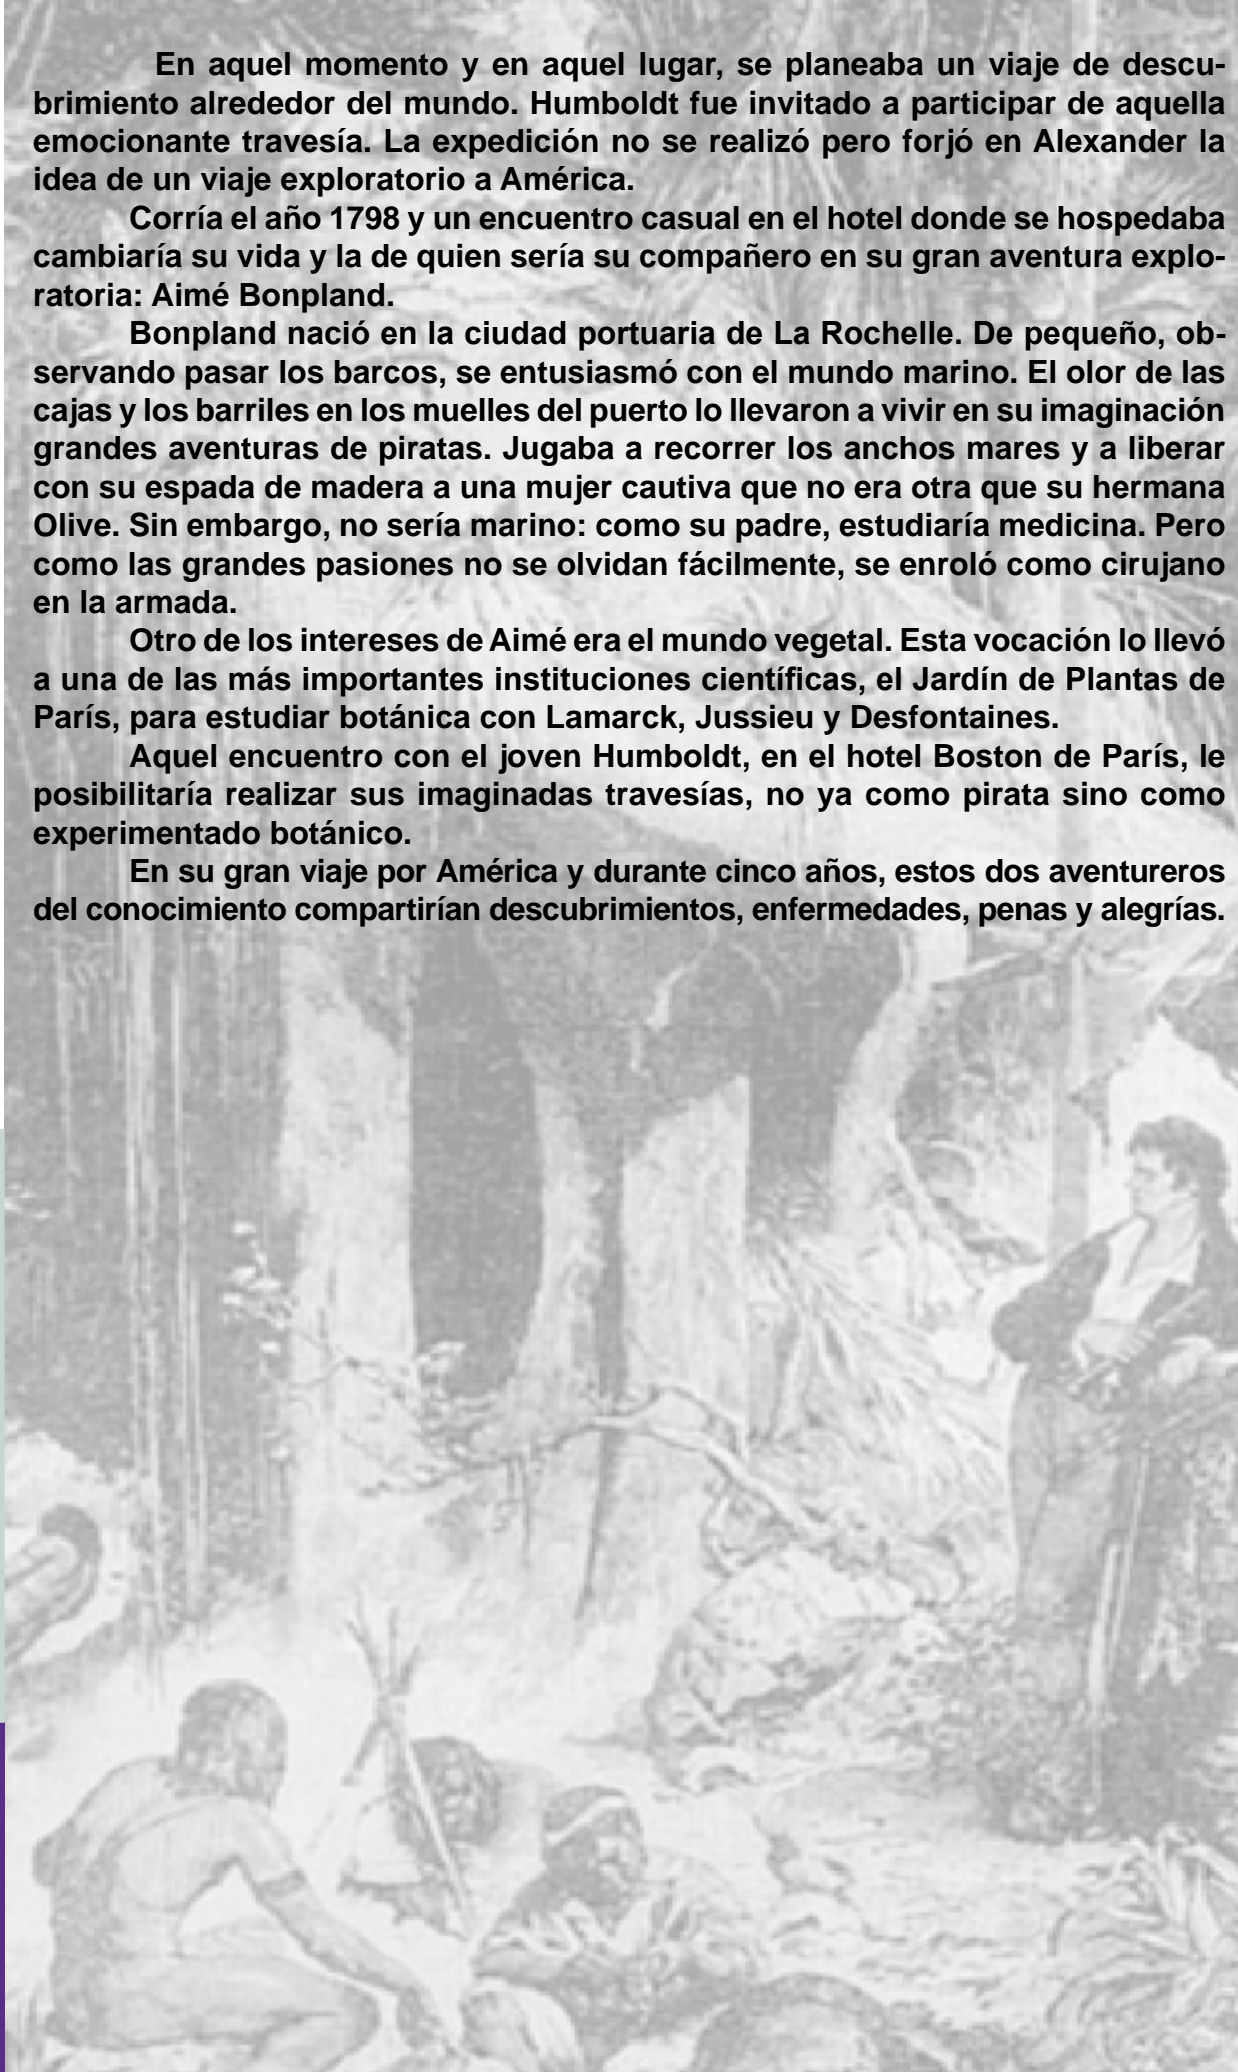 En aquel momento y en aquel lugar, se planeaba un viaje de descu-
brimiento alrededor del mundo. Humboldt fue invitado a participar de aquella
emocionante travesía. La expedición no se realizó pero forjó en Alexander la
idea de un viaje exploratorio a América.
Corría el año 1798 y un encuentro casual en el hotel donde se hospedaba
cambiaría su vida y la de quien sería su compañero en su gran aventura explo-
ratoria: Aimé Bonpland.
Bonpland nació en la ciudad portuaria de La Rochelle. De pequeño, ob-
servando pasar los barcos, se entusiasmó con el mundo marino. El olor de las
cajas y los barriles en los muelles del puerto lo llevaron a vivir en su imaginación
grandes aventuras de piratas. Jugaba a recorrer los anchos mares y a liberar
con su espada de madera a una mujer cautiva que no era otra que su hermana
Olive. Sin embargo, no sería marino: como su padre, estudiaría medicina. Pero
como las grandes pasiones no se olvidan fácilmente, se enroló como cirujano
en la armada.
Otro de los intereses de Aimé era el mundo vegetal. Esta vocación lo llevó
a una de las más importantes instituciones científicas, el Jardín de Plantas de
París, para estudiar botánica con Lamarck, Jussieu y Desfontaines.
Aquel encuentro con el joven Humboldt, en el hotel Boston de París, le
posibilitaría realizar sus imaginadas travesías, no ya como pirata sino como
experimentado botánico.
En su gran viaje por América y durante cinco años, estos dos aventureros
del conocimiento compartirían descubrimientos, enfermedades, penas y alegrías.